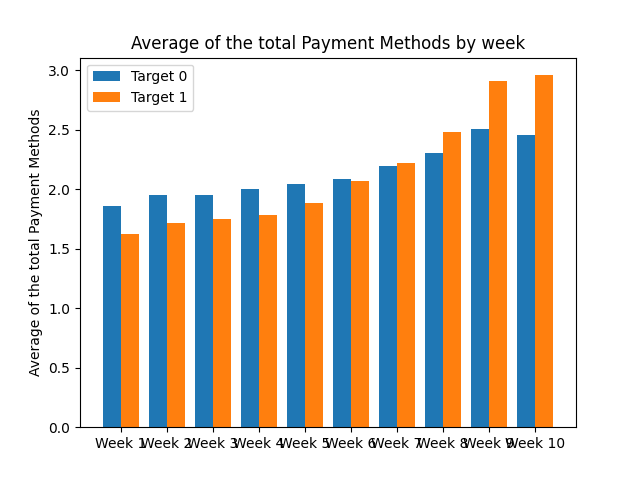 Average of the total Payment Methods by week
Target 0
Target 1
Average of the total Payment Methods
3.0
2.5
2.0
1.5
1.0
0.5
0.0
Week 1 Week 2 Week 3 Week 4 Week 5 Week 6 Week 7 Week 8 Week 9 Week 10